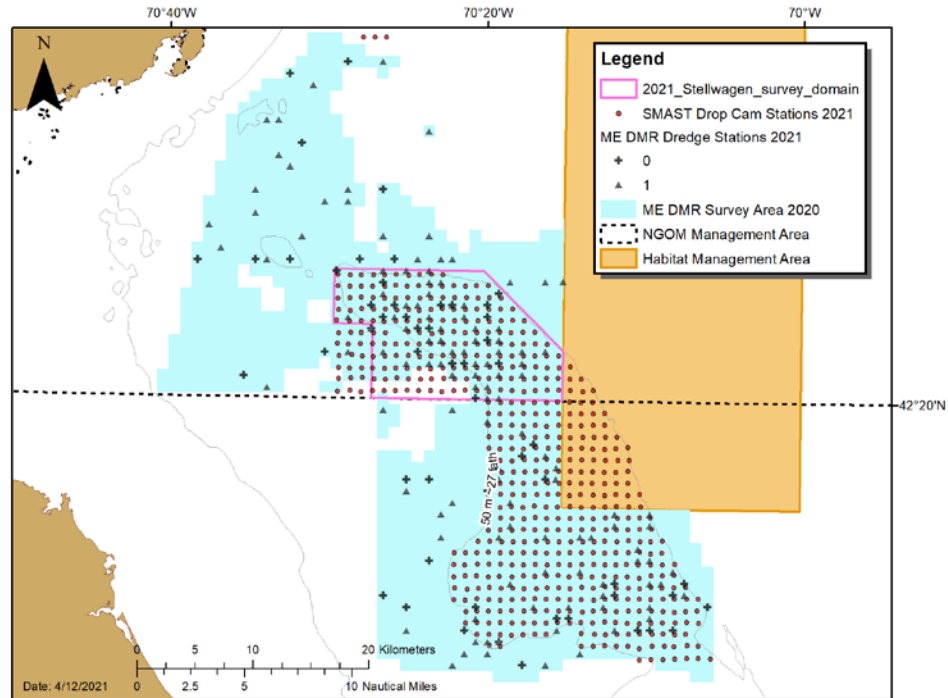 70°40'W
70°20'W
70°W
N
Legend
2021_Stellwagen_survey_domain
SMAST Drop Cam Stations 2021
ME DMR Dredge Stations 2021
0
1
ME DMR Survey Area 2020
NGOM Management Area
Habitat Management Area
42°20'N
50 m ~27 fath
0 5 10 20 Kilometers
0 2.5 5 10 Nautical Miles
Date: 4/12/2021